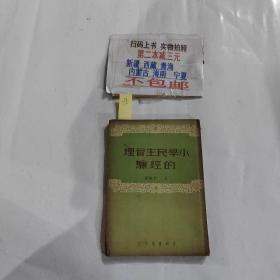 扫码上书 实物拍照
第二本减三元
新疆 西藏 青海
内蒙古 海南 宁夏
不包邮
小學民主管理
的經驗